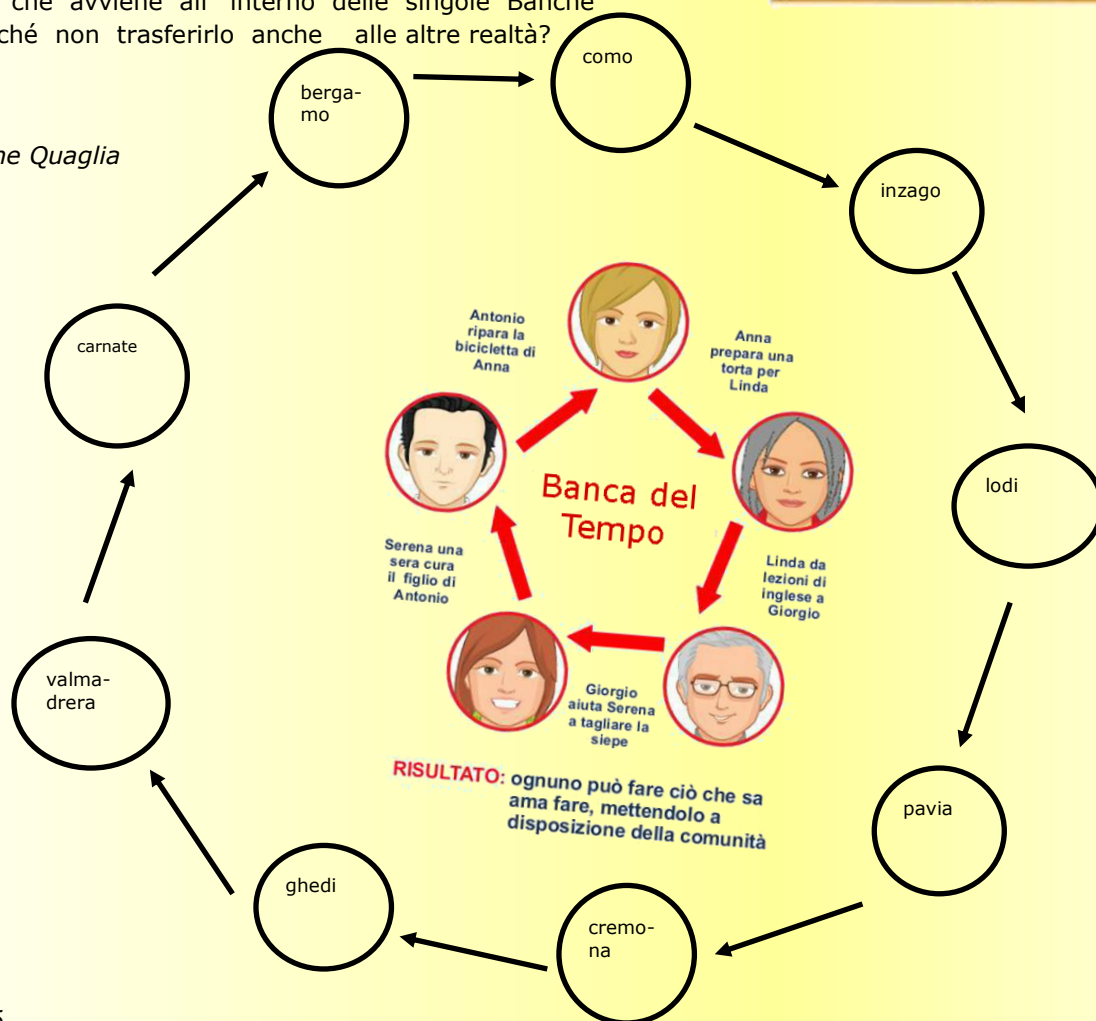 che avviene all' interno delle singole Banche
ché non trasferirlo anche alle altre realtà?
ne Quaglia
berga-
mo
como
inzago
carnate
lodi
valma-
drera
pavia
ghedi
cremo-
na
Antonio
ripara la
bicicletta di
Anna
Anna
prepara una
torta per
Linda
Banca del
Tempo
Serena una
sera cura
il figlio di
Antonio
Linda da
lezioni di
inglese a
Giorgio
Giorgio
aiuta Serena
a tagliare la
siepe
RISULTATO: ognuno può fare ciò che sa
ama fare, mettendolo a
disposizione della comunità